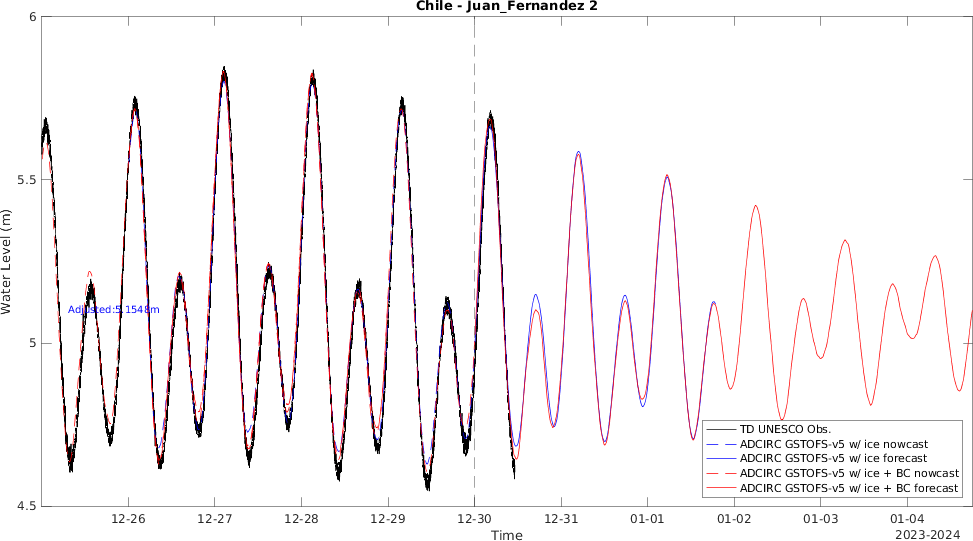 Chile - Juan_Fernandez 2
6
5.5
5
4.5
Water Level (m)
Adjusted:5.1548m
TD UNESCO Obs.
ADCIRC GSTOFS-v5 w/ ice nowcast
ADCIRC GSTOFS-v5 w/ ice forecast
ADCIRC GSTOFS-v5 w/ ice + BC nowcast
ADCIRC GSTOFS-v5 w/ ice + BC forecast
12-26 12-27 12-28 12-29 12-30 12-31 01-01 01-02 01-03 01-04
Time
2023-2024